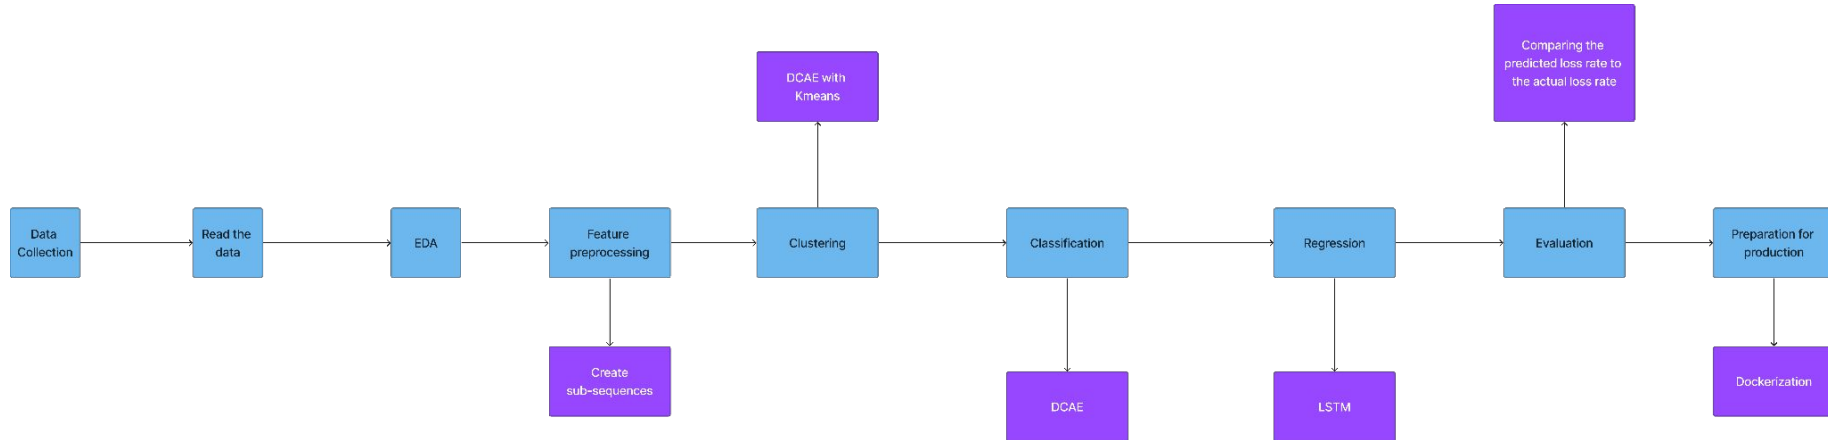 Comparing the
predicted loss rate to
the actual loss rate
DCAE with
Kmeans
Data
Collection
Read the
data
EDA
Feature
preprocessing
Clustering
Classification
Regression
Evaluation
Preparation for
production
Create
sub-sequences
DCAE
LSTM
Dockerization